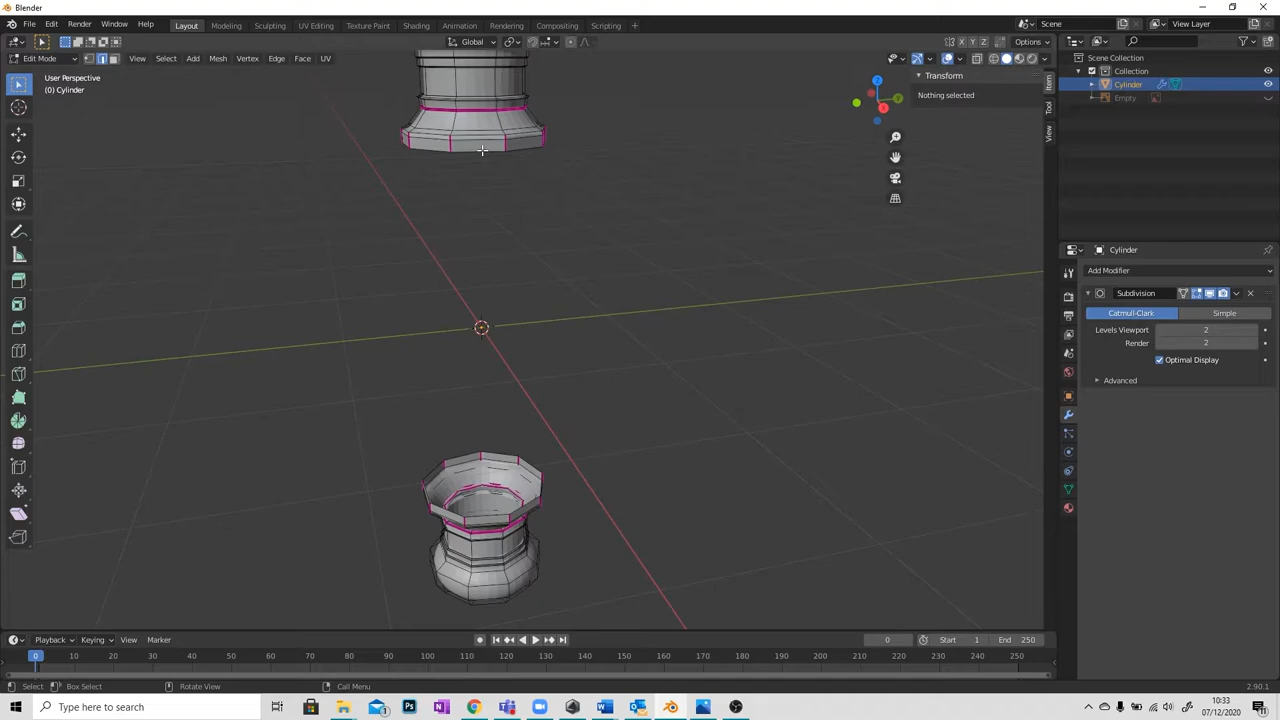 Blender
File Edit Render Window Help Layout Modeling Sculpting UV Editing Texture Paint Shading Animation Rendering Compositing Scripting + Scene View Layer
Global X Y Z Options
Edit Mode View Select Add Mesh Vertex Edge Face UV
User Perspective
(0) Cylinder
Transform
Nothing selected
Item
Tool
View
Z
Y
X
Scene Collection
Collection
Cylinder
Empty
Cylinder
Add Modifier
Subdivision
Catmull-Clark Simple
Levels Viewport 2
Render 2
Optimal Display
Advanced
Playback Keying View Marker 0 Start 1 End 250
0 10 20 30 40 50 60 70 80 90 100 110 120 130 140 150 160 170 180 190 200 210 220 230 240 250
Select Box Select Rotate View Call Menu 2.90.1
Type here to search
10:33
07/12/2020